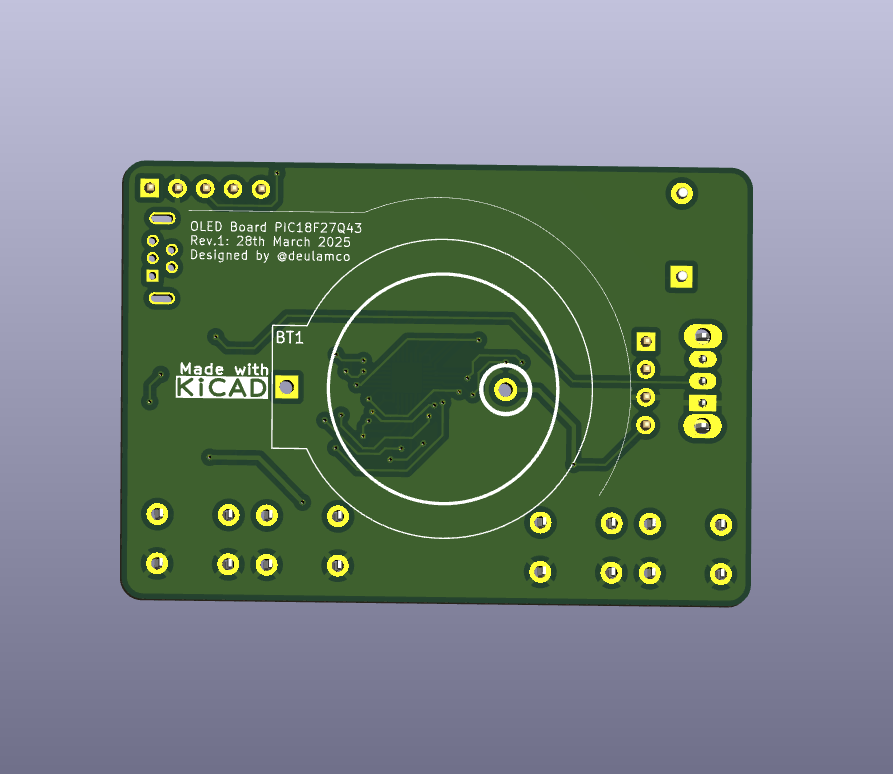 OLED Board PIC18F27Q43
Rev.1: 28th March 2025
Designed by @deulamco
BT1
Made with
KiCAD